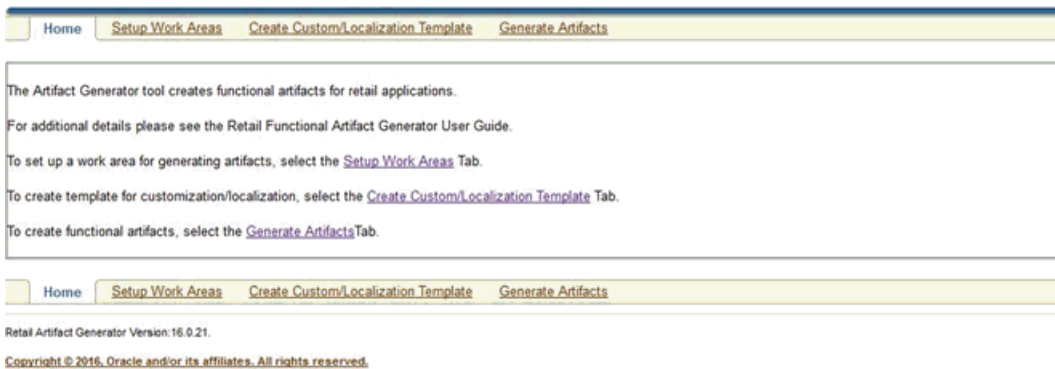 Home Setup Work Areas Create Custom/Localization Template Generate Artifacts
The Artifact Generator tool creates functional artifacts for retail applications.
For additional details please see the Retail Functional Artifact Generator User Guide.
To set up a work area for generating artifacts, select the Setup Work Areas Tab.
To create template for customization/localization, select the Create Custom/Localization Template Tab.
To create functional artifacts, select the Generate ArtifactsTab.
Home Setup Work Areas Create Custom/Localization Template Generate Artifacts
Retail Artifact Generator Version:16.0.21.
Copyright © 2016, Oracle and/or its affiliates. All rights reserved.